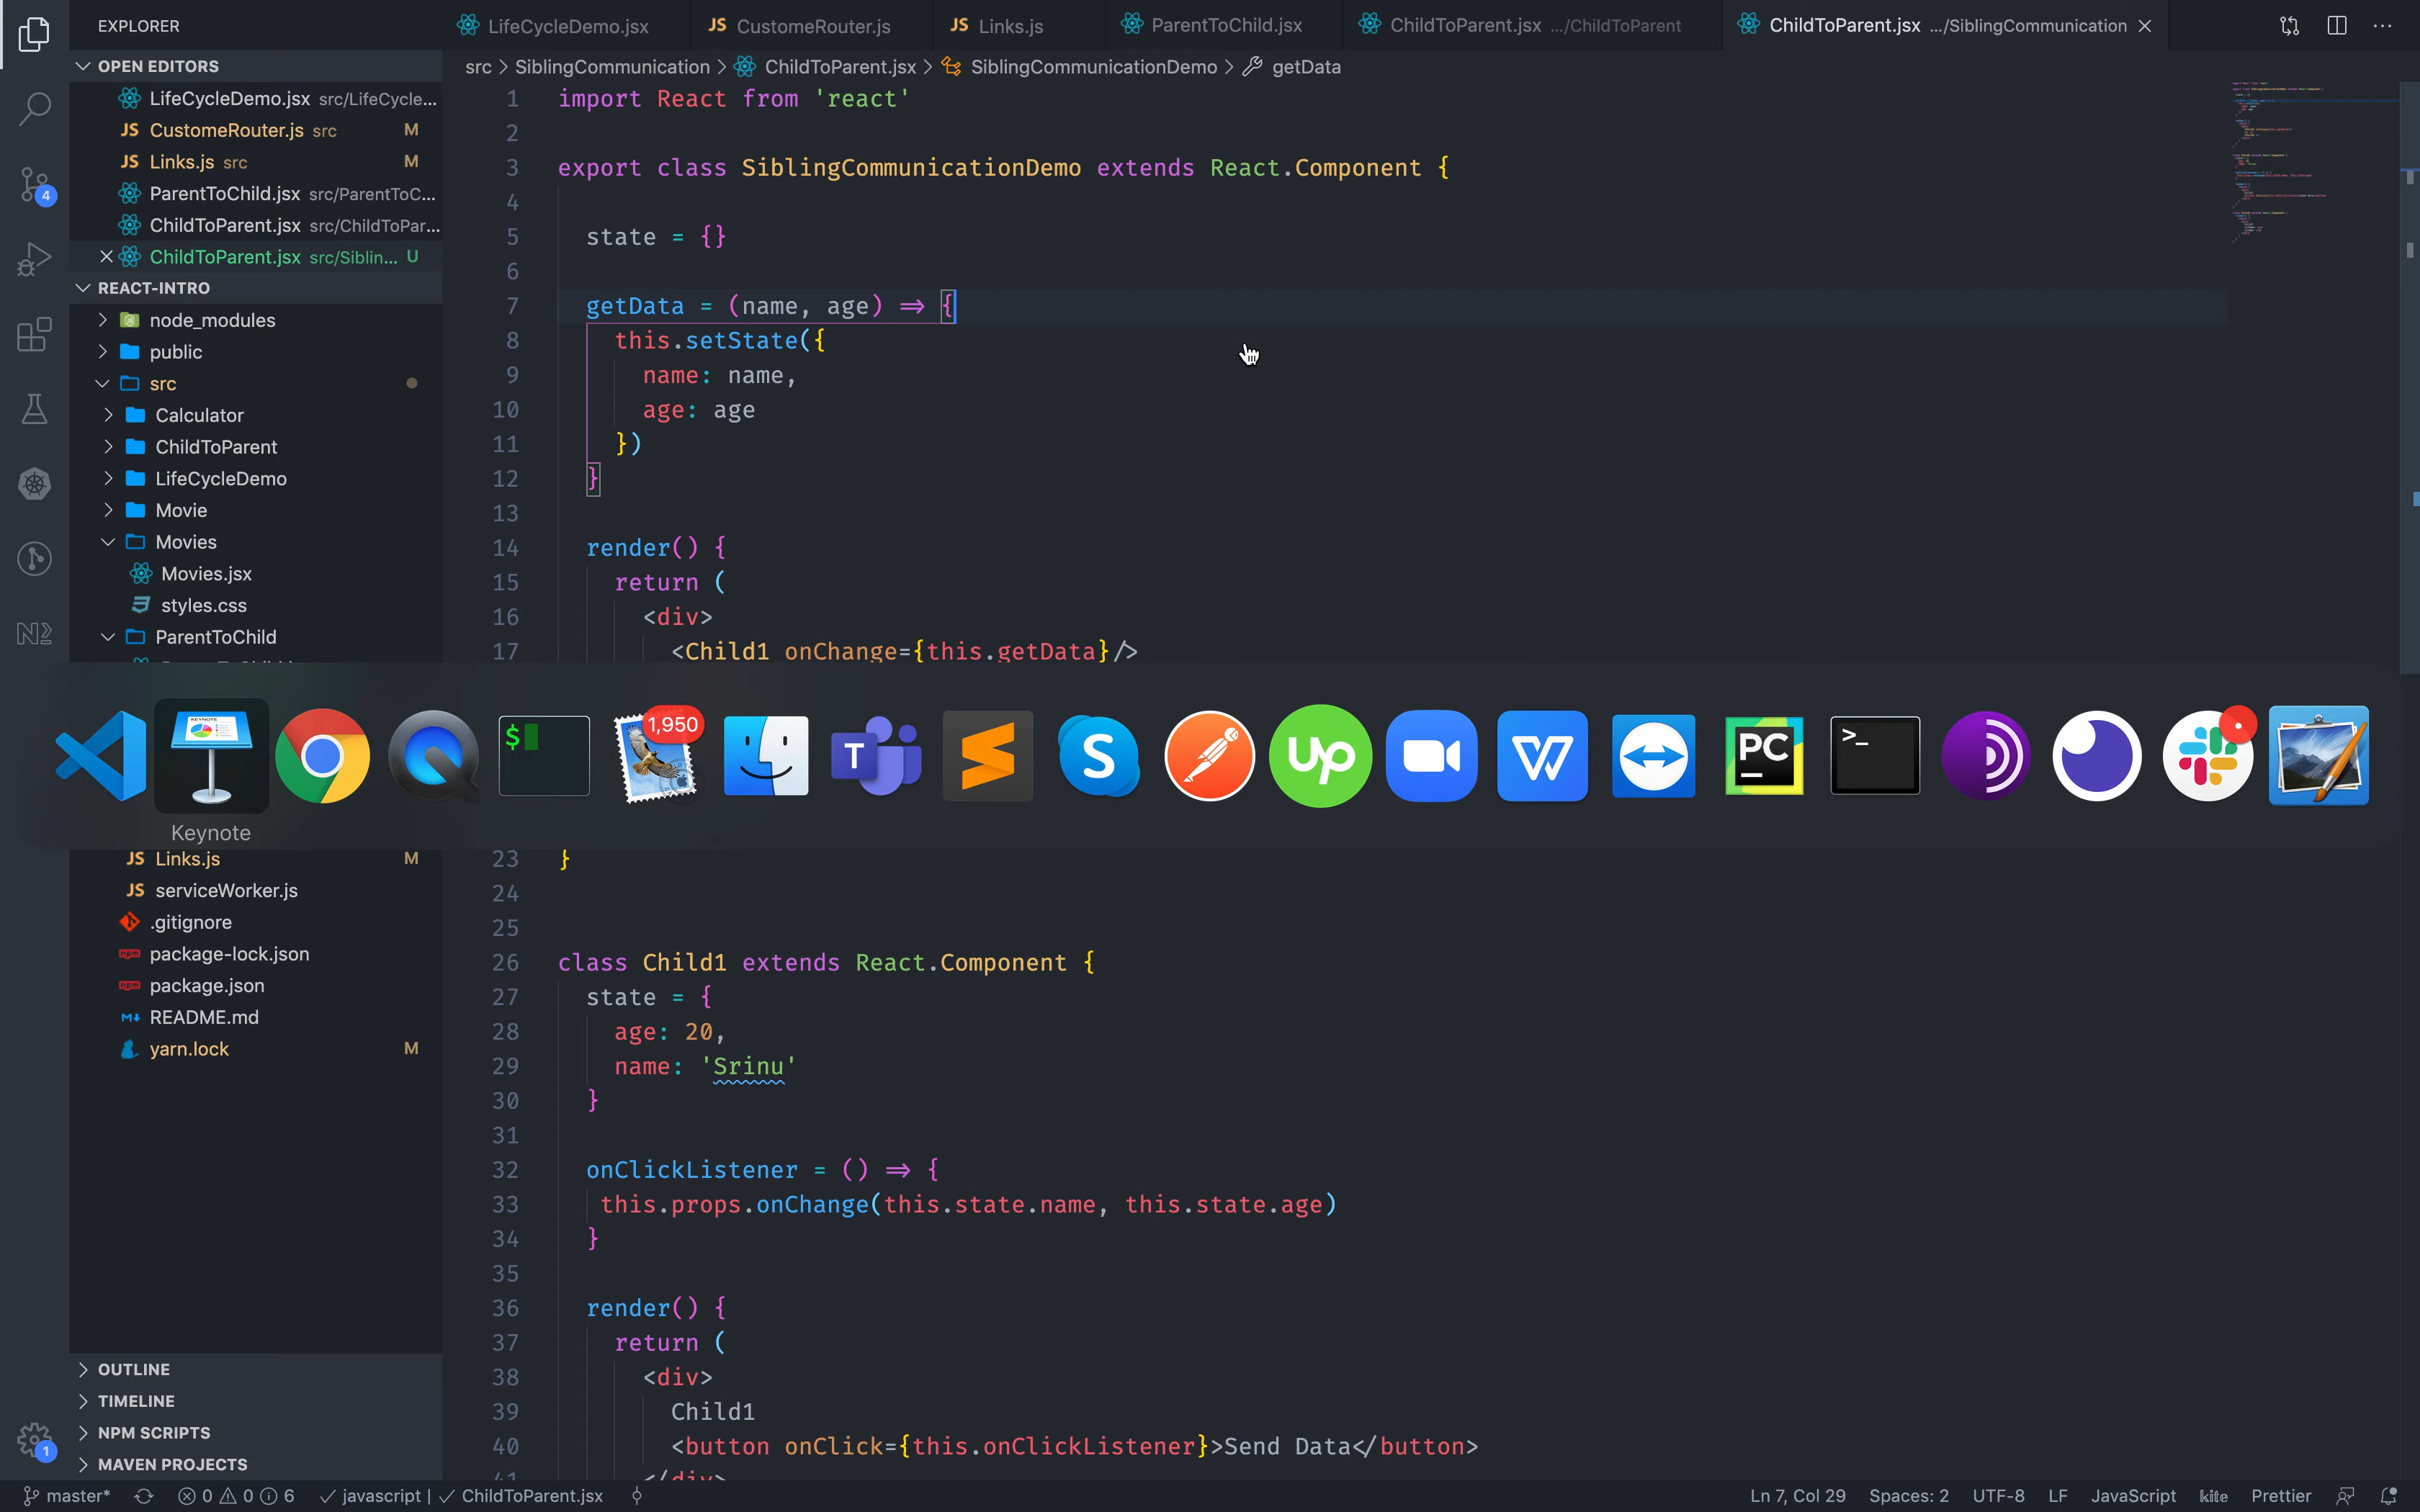 EXPLORER
LifeCycleDemo.jsx
JS CustomeRouter.js
JS Links.js
ParentToChild.jsx
ChildToParent.jsx .../ChildToParent
ChildToParent.jsx .../SiblingCommunication
OPEN EDITORS
LifeCycleDemo.jsx src/LifeCycle...
JS CustomeRouter.js src M
JS Links.js src M
ParentToChild.jsx src/ParentToC...
ChildToParent.jsx src/ChildToPar...
ChildToParent.jsx src/Siblin... U
REACT-INTRO
node_modules
public
src
Calculator
ChildToParent
LifeCycleDemo
Movie
Movies
Movies.jsx
styles.css
ParentToChild
4
src > SiblingCommunication > ChildToParent.jsx > SiblingCommunicationDemo > getData
1 import React from 'react'
2
3 export class SiblingCommunicationDemo extends React.Component {
4
5 state = {}
6
7 getData = (name, age) => {
8 this.setState({
9 name: name,
10 age: age
11 })
12 }
13
14 render() {
15 return (
16 <div>
17 <Child1 onChange={this.getData}/>
$
1,950
T
S
up
W
PC
>_
Keynote
JS Links.js M
JS serviceWorker.js
.gitignore
package-lock.json
package.json
README.md
yarn.lock M
23 }
24
25
26 class Child1 extends React.Component {
27 state = {
28 age: 20,
29 name: 'Srinu'
30 }
31
32 onClickListener = () => {
33 this.props.onChange(this.state.name, this.state.age)
34 }
35
36 render() {
37 return (
38 <div>
39 Child1
40 <button onClick={this.onClickListener}>Send Data</button>
41 </div>
OUTLINE
TIMELINE
NPM SCRIPTS
MAVEN PROJECTS
1
master* 0 0 6 javascript | ChildToParent.jsx
Ln 7, Col 29 Spaces: 2 UTF-8 LF JavaScript kite Prettier